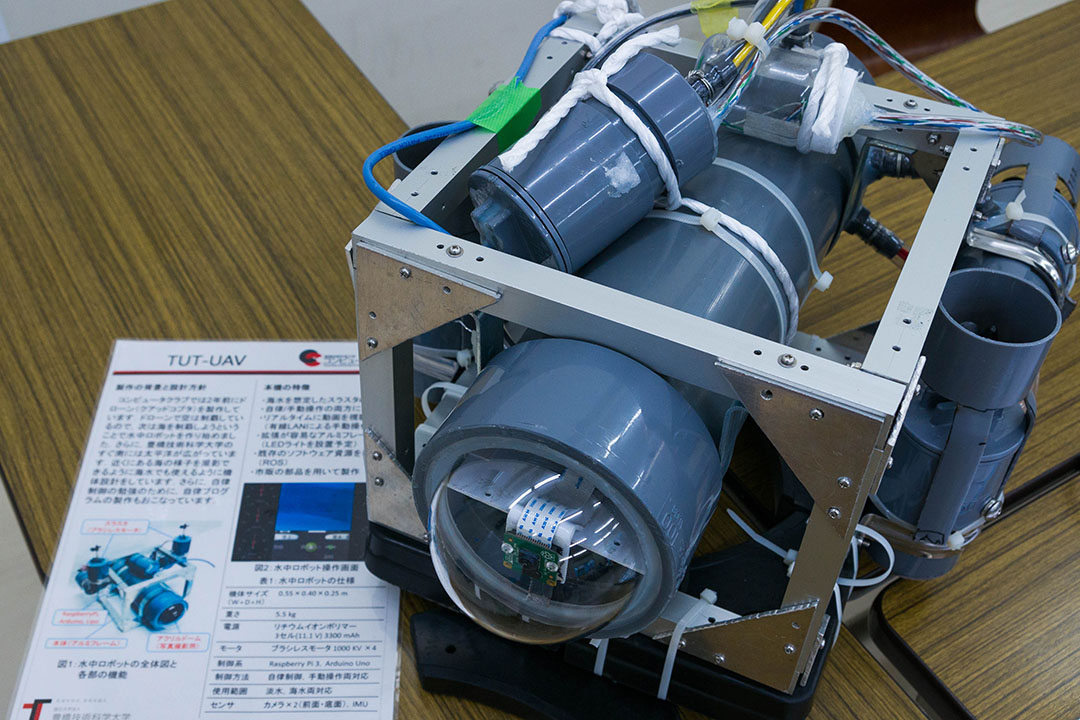 TUT-UAV
製作の背景と設計方針
コンピュータクラブでは2年前にド
ローン(クアッドコプタ)を製作して
います．ドローンで空は制覇してい
るので、次は海を制覇しようという
ことで水中ロボットを作り始めまし
た．さらに、豊橋技術科学大学の
すぐ南には太平洋が広がっていま
す．近くにある海の様子を撮影で
きるように海水でも使えるように機
体設計をしています．さらに、自律
制御の勉強のために、自律プログ
ラムの製作もおこなっています．
スラスタ
(ブラシレスモータ)
RaspberryPi,
Arduino, Lipo
本体(アルミフレーム)
アクリルドーム
(写真撮影用)
図1：水中ロボットの全体図と
各部の機能
豊橋技術科学大学
本機の特徴
・海水を想定したスラスタ
・自律/手動操作の両方に
・リアルタイムに動画を視聴
(有線LANによる手動操
・拡張が容易なアルミフレー
(LEDライトを設置予定)
・既存のソフトウェア資源を
(ROS)
・市販の部品を用いて製作
図2：水中ロボット操作画面
表1：水中ロボットの仕様
機体サイズ 0.55×0.40×0.25 m
(W×D×H)
重さ 5.5 kg
電源 リチウムイオンポリマー
3セル(11.1 V) 3300 mAh
モータ ブラシレスモータ 1000 KV ×4
制御系 Raspberry Pi 3, Arduino Uno
制御方法 自律制御、手動操作両対応
使用範囲 淡水、海水両対応
センサ カメラ×2 (前面・底面)、IMU